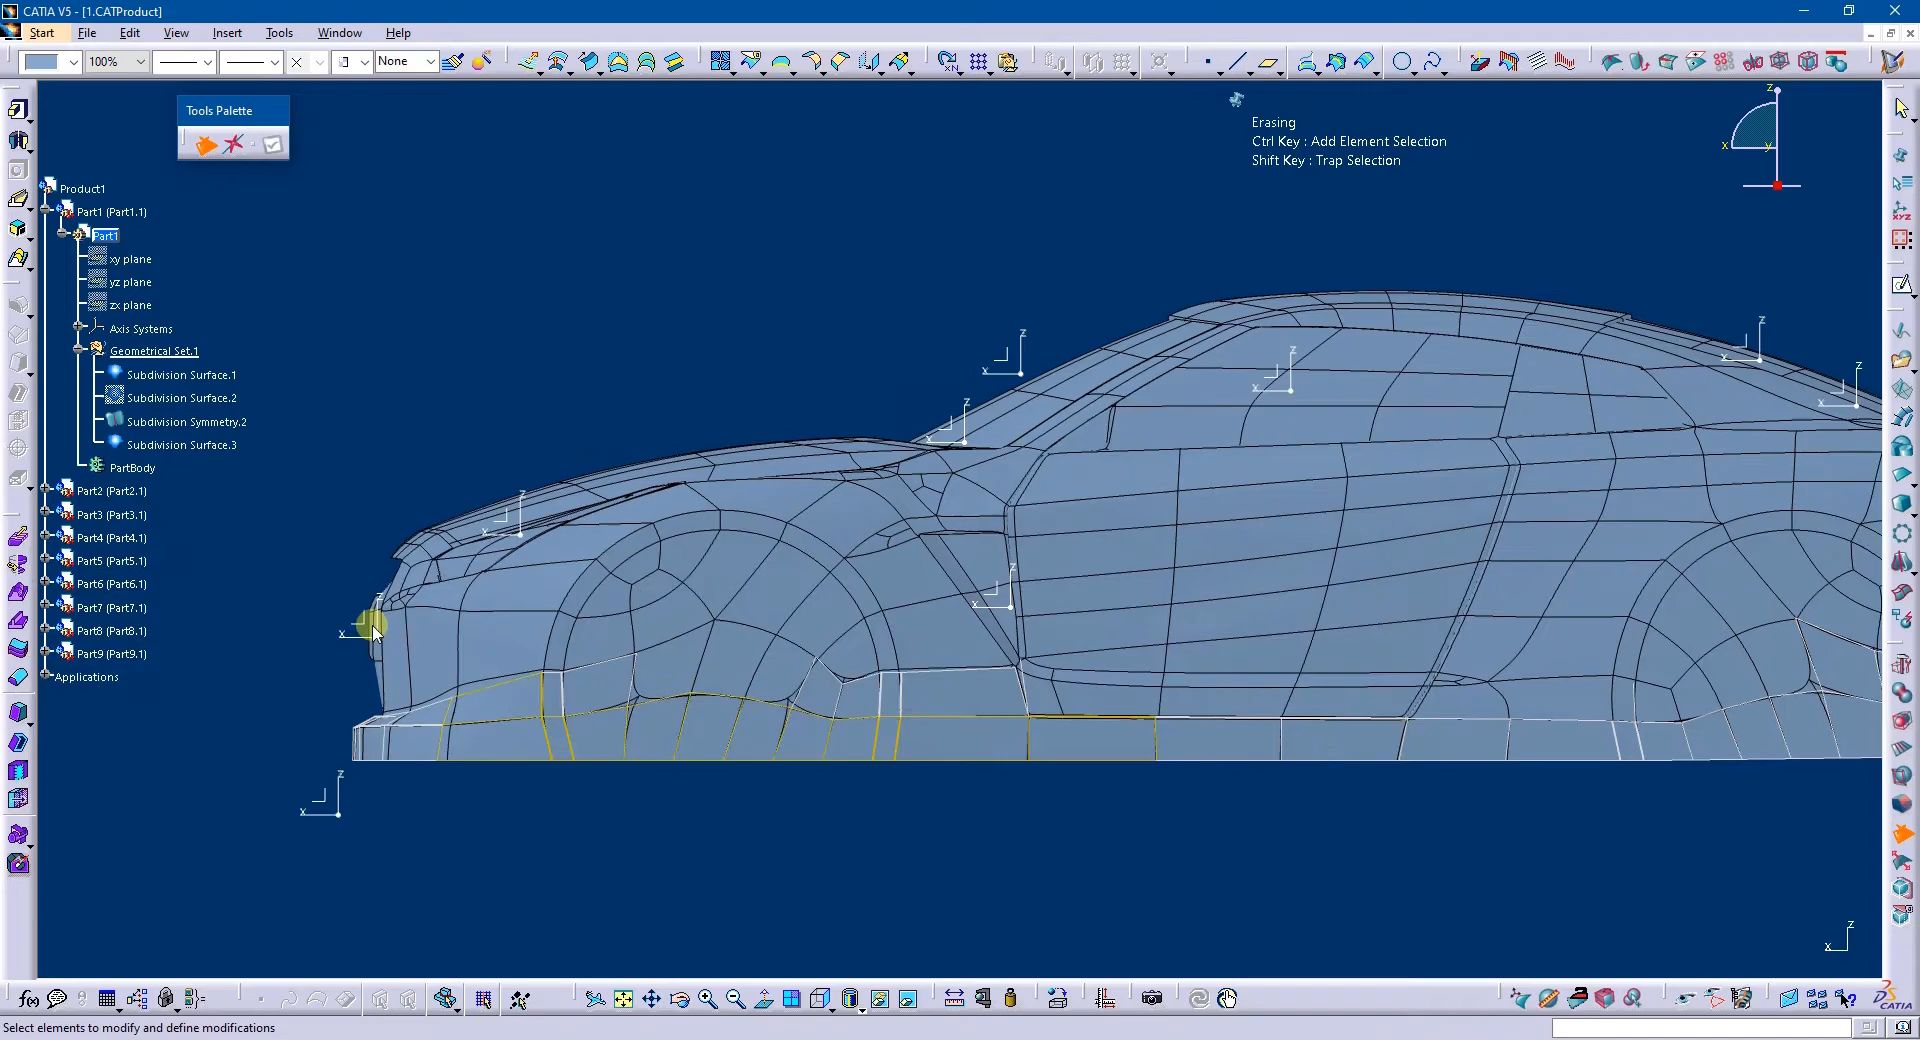 CATIA V5 - [1.CATProduct]
Start File Edit View Insert Tools Window Help
100% None
Tools Palette
Erasing
Ctrl Key : Add Element Selection
Shift Key : Trap Selection
z
x y
Product1
Part1 (Part1.1)
Part1
xy plane
yz plane
zx plane
Axis Systems
Geometrical Set.1
Subdivision Surface.1
Subdivision Surface.2
Subdivision Symmetry.2
Subdivision Surface.3
PartBody
Part2 (Part2.1)
Part3 (Part3.1)
Part4 (Part4.1)
Part5 (Part5.1)
Part6 (Part6.1)
Part7 (Part7.1)
Part8 (Part8.1)
Part9 (Part9.1)
Applications
f(x)
CATIA
Select elements to modify and define modifications